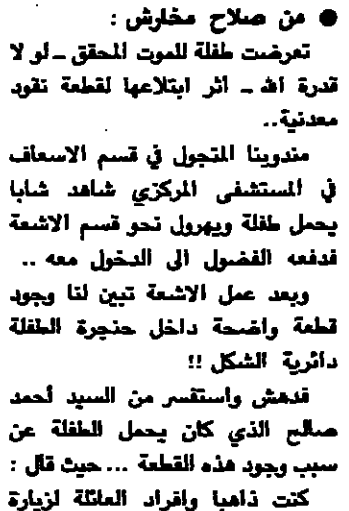 ● من صلاح مخارش :
تعرضت طفلة للموت المحقق ـ لو لا
قدرة الله ـ أثر ابتلاعها لقطعة نقود
معدنية..
مندوبنا المتجول في قسم الاسعاف
في المستشفى المركزي شاهد شابا
يحمل طفلة ويهرول نحو قسم الاشعة
فدفعه الفضول الى الدخول معه ..
وبعد عمل الاشعة تبين لنا وجود
قطعة واضحة داخل حنجرة الطفلة
دائرية الشكل !!
فدهش واستفسر من السيد أحمد
صالح الذي كان يحمل الطفلة عن
سبب وجود هذه القطعة ... حيث قال :
كنت ذاهبا وافراد العائلة لزيارة